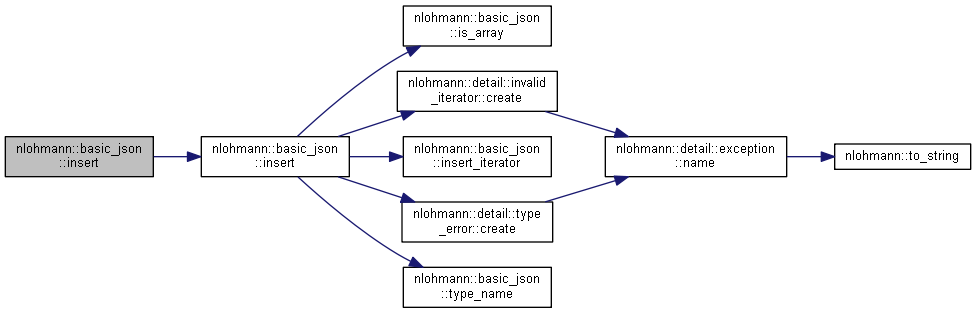 nlohmann::basic_json
::insert
nlohmann::basic_json
::insert
nlohmann::basic_json
::is_array
nlohmann::detail::invalid
_iterator::create
nlohmann::basic_json
::insert_iterator
nlohmann::detail::type
_error::create
nlohmann::basic_json
::type_name
nlohmann::detail::exception
::name
nlohmann::to_string